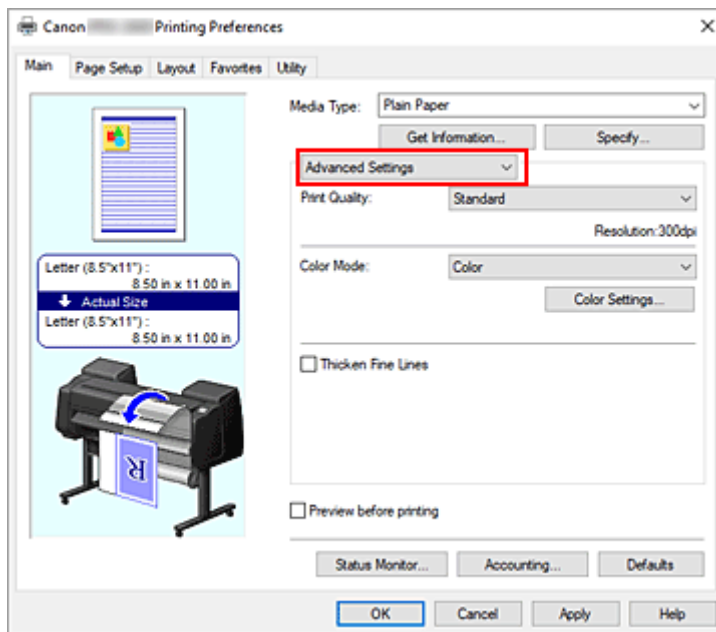 Canon Printing Preferences
Main Page Setup Layout Favorites Utility
Media Type: Plain Paper
Get Information... Specify...
Advanced Settings
Print Quality: Standard
Resolution:300dpi
Color Mode: Color
Color Settings...
Thicken Fine Lines
Preview before printing
Status Monitor... Accounting... Defaults
OK Cancel Apply Help
Letter (8.5"x11") :
8.50 in x 11.00 in
Actual Size
Letter (8.5"x11") :
8.50 in x 11.00 in
R